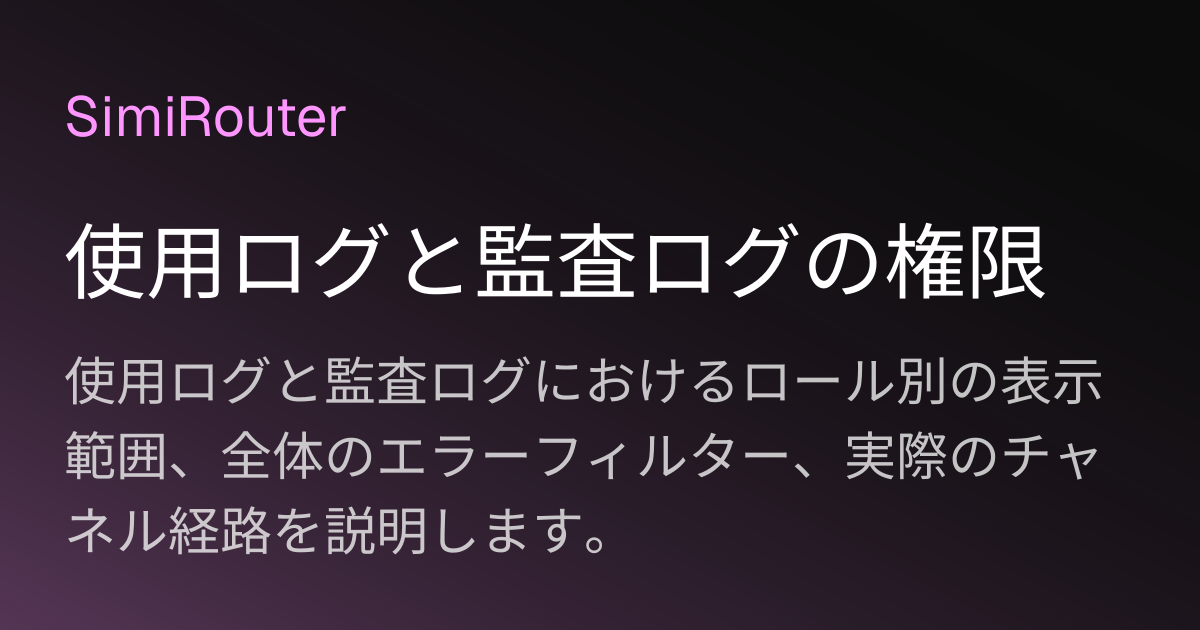 SimiRouter
使用ログと監査ログの権限
使用ログと監査ログにおけるロール別の表示
範囲、全体のエラーフィルター、実際のチャ
ネル経路を説明します。